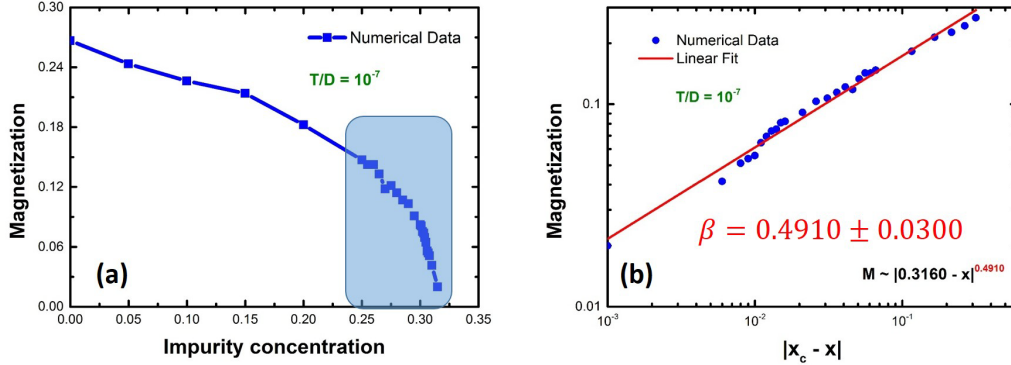 0.30
0.24
0.18
0.12
0.06
0.00
Magnetization
Numerical Data
T/D = 10⁻⁷
(a)
0.00 0.05 0.10 0.15 0.20 0.25 0.30 0.35
Impurity concentration
0.1
0.01
Magnetization
Numerical Data
Linear Fit
T/D = 10⁻⁷
β = 0.4910 ± 0.0300
(b)
M ~ |0.3160 - x|^0.4910
10⁻³ 10⁻² 10⁻¹
|x_c - x|